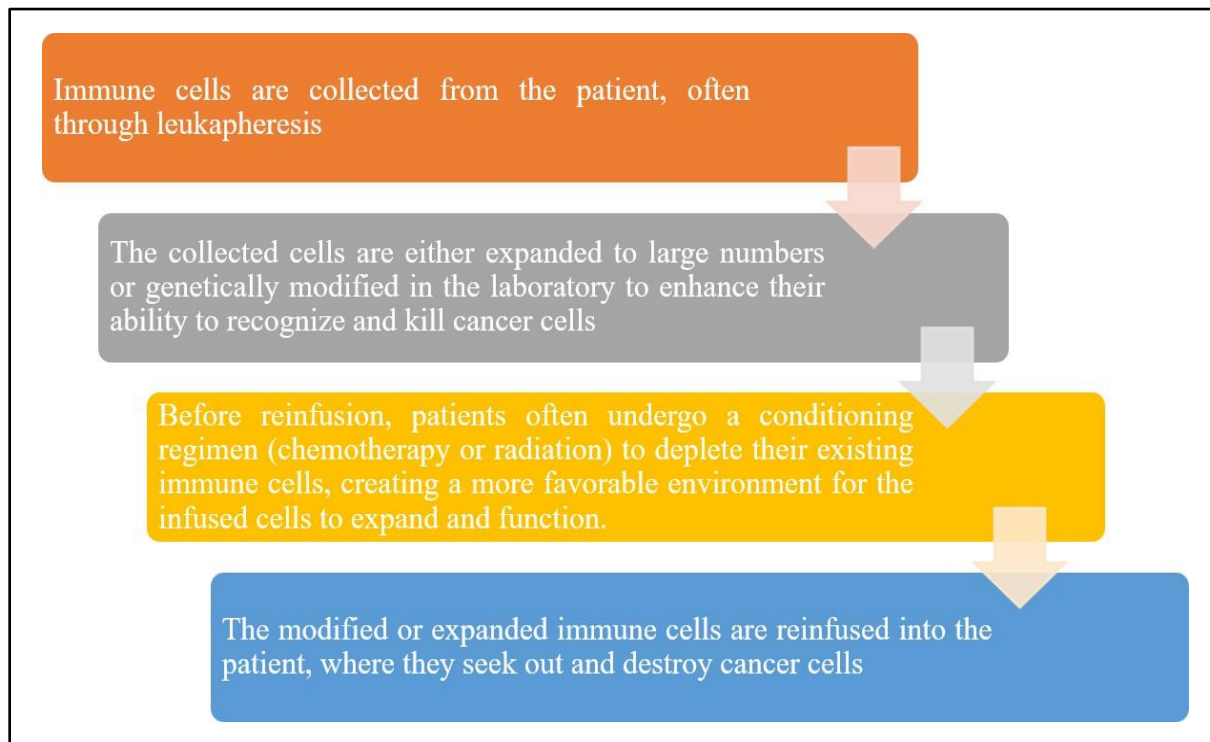 Immune cells are collected from the patient, often
through leukapheresis
The collected cells are either expanded to large numbers
or genetically modified in the laboratory to enhance their
ability to recognize and kill cancer cells
Before reinfusion, patients often undergo a conditioning
regimen (chemotherapy or radiation) to deplete their existing
immune cells, creating a more favorable environment for the
infused cells to expand and function.
The modified or expanded immune cells are reinfused into the
patient, where they seek out and destroy cancer cells